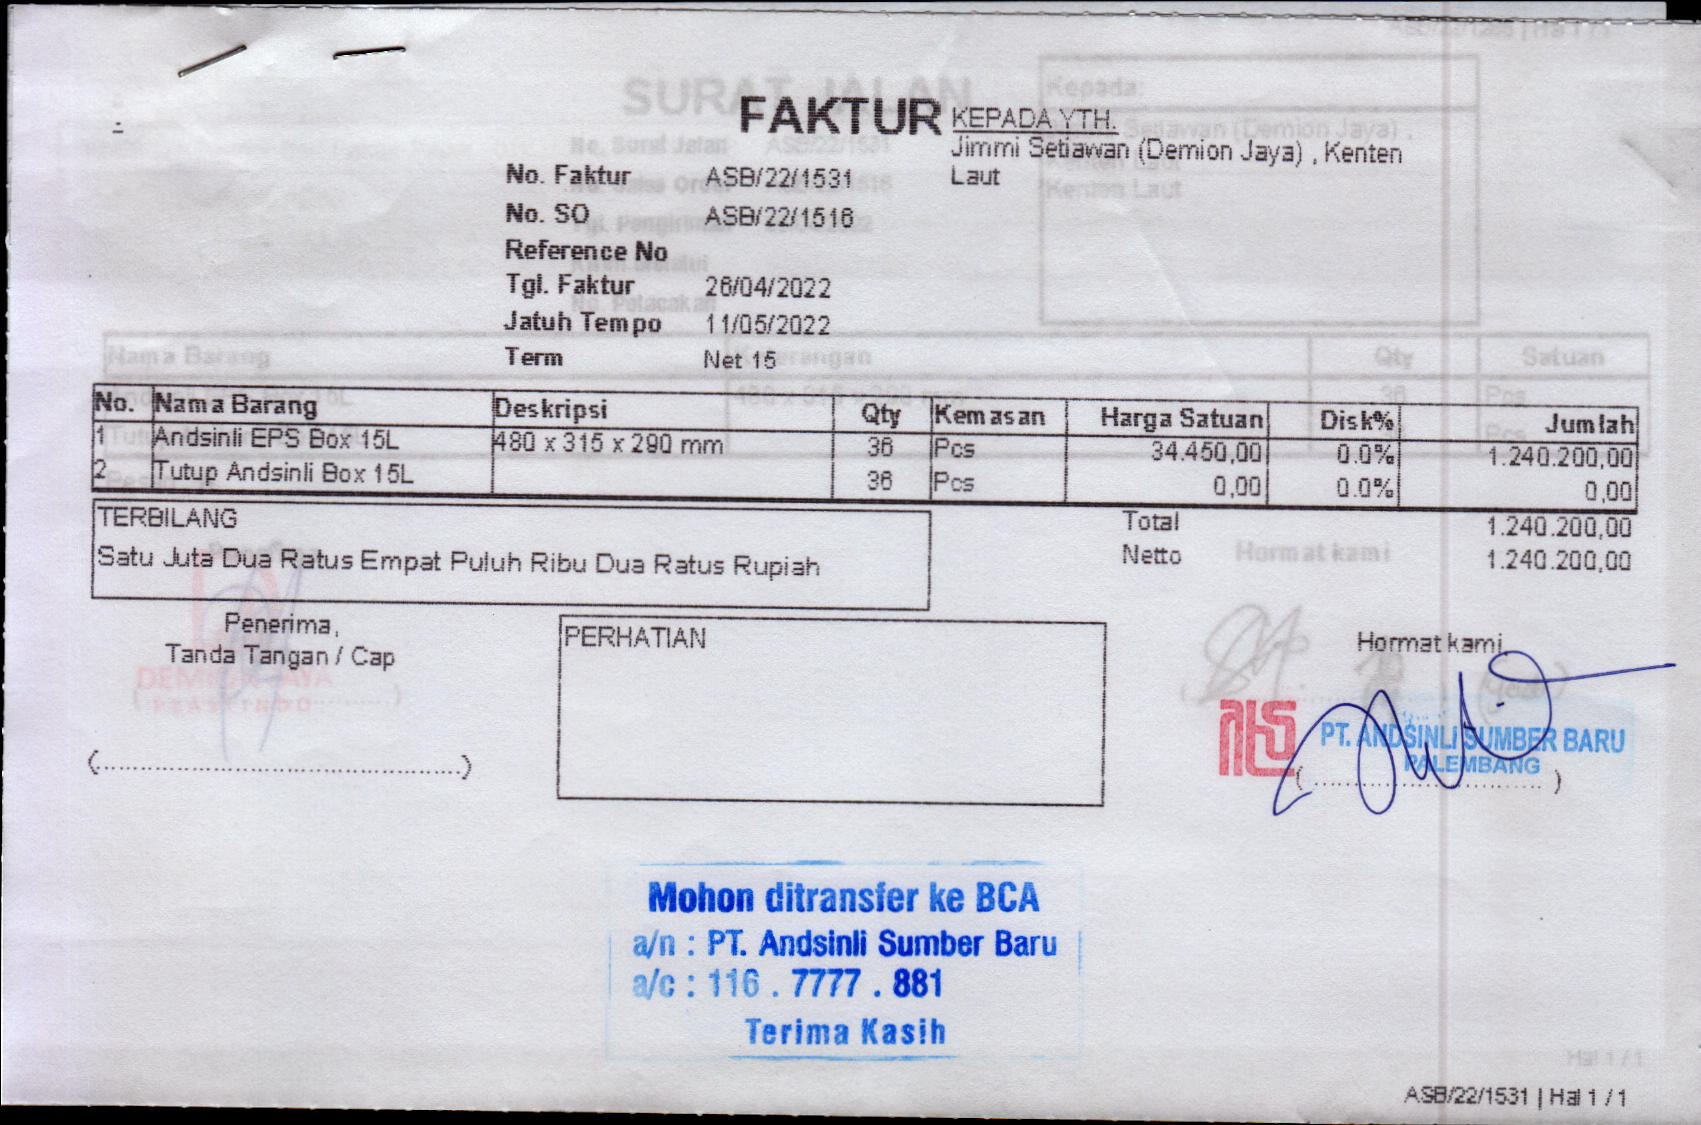 FAKTUR
KEPADA YTH.
Jimmi Setiawan (Demion Jaya) , Kenten
Laut
No. Faktur ASB/22/1531
No. SO ASB/22/1516
Reference No
Tgl. Faktur 26/04/2022
Jatuh Tempo 11/05/2022
Term Net 15
No. Nama Barang Deskripsi Qty Kemasan Harga Satuan Disk% Jumlah
1 Andsinli EPS Box 15L 480 x 315 x 290 mm 36 Pcs 34.450,00 0.0% 1.240.200,00
2 Tutup Andsinli Box 15L 36 Pcs 0,00 0.0% 0,00
TERBILANG
Satu Juta Dua Ratus Empat Puluh Ribu Dua Ratus Rupiah
Total 1.240.200,00
Netto 1.240.200,00
Penerima,
Tanda Tangan / Cap
PERHATIAN
Hormat kami,
PT. ANDSINLI SUMBER BARU
PALEMBANG
Mohon ditransfer ke BCA
a/n : PT. Andsinli Sumber Baru
a/c : 116 . 7777 . 881
Terima Kasih
ASB/22/1531 | Hal 1 / 1